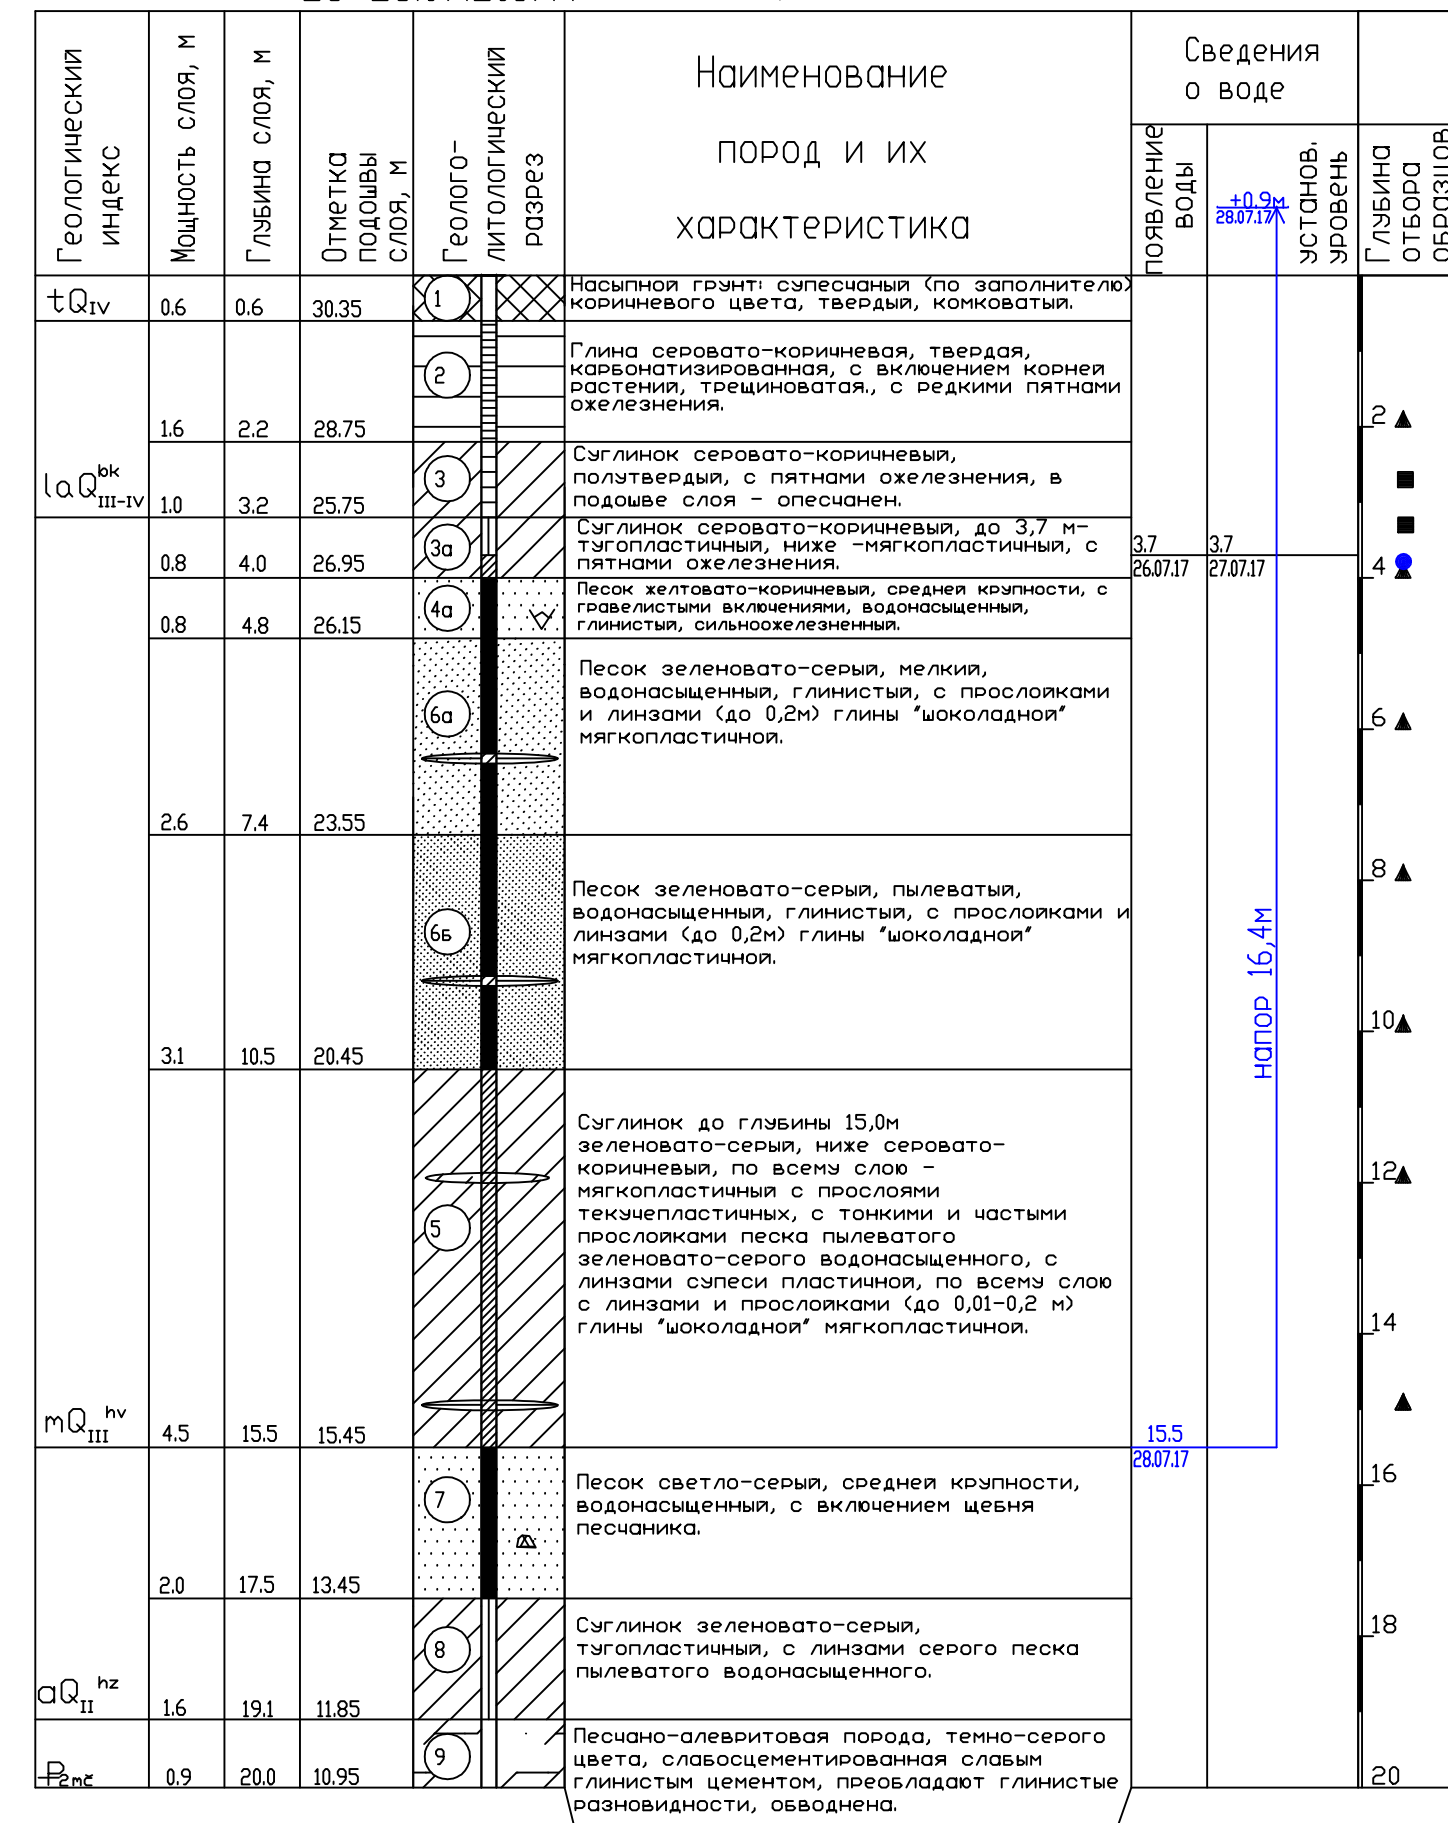 Геологический
индекс
Мощность слоя, м
Глубина слоя, м
Отметка
подошвы
слоя, м
Геолого-
литологический
разрез
Наименование
пород и их
характеристика
Сведения
о воде
появление
воды
установ.
уровень
+0.9м
28.07.17
Глубина
отбора
образцов
tQIV
0.6
0.6
30.35
1
Насыпной грунт: супесчаный (по заполнителю)
коричневого цвета, твердый, комковатый.
1.6
2.2
28.75
2
Глина серовато-коричневая, твердая,
карбонатизированная, с включением корней
растений, трещиноватая., с редкими пятнами
ожелезнения.
2
laQ bk III-IV
1.0
3.2
25.75
3
Суглинок серовато-коричневый,
полутвердый, с пятнами ожелезнения, в
подошве слоя - опесчанен.
0.8
4.0
26.95
3а
Суглинок серовато-коричневый, до 3,7 м-
тугопластичный, ниже -мягкопластичный, с
пятнами ожелезнения.
3.7
26.07.17
3.7
27.07.17
4
0.8
4.8
26.15
4а
Песок желтовато-коричневый, средней крупности, с
гравелистыми включениями, водонасыщенный,
глинистый, сильноожелезненный.
2.6
7.4
23.55
6а
Песок зеленовато-серый, мелкий,
водонасыщенный, глинистый, с прослойками
и линзами (до 0,2м) глины "шоколадной"
мягкопластичной.
6
3.1
10.5
20.45
6б
Песок зеленовато-серый, пылеватый,
водонасыщенный, глинистый, с прослойками и
линзами (до 0,2м) глины "шоколадной"
мягкопластичной.
8
10
напор 16,4м
mQ hv III
4.5
15.5
15.45
5
Суглинок до глубины 15,0м
зеленовато-серый, ниже серовато-
коричневый, по всему слою -
мягкопластичный с прослоями
текучепластичных, с тонкими и частыми
прослойками песка пылеватого
зеленовато-серого водонасыщенного, с
линзами супеси пластичной, по всему слою
с линзами и прослойками (до 0,01-0,2 м)
глины "шоколадной" мягкопластичной.
12
14
15.5
28.07.17
2.0
17.5
13.45
7
Песок светло-серый, средней крупности,
водонасыщенный, с включением щебня
песчаника.
16
aQ hz II
1.6
19.1
11.85
8
Суглинок зеленовато-серый,
тугопластичный, с линзами серого песка
пылеватого водонасыщенного.
18
P2mč
0.9
20.0
10.95
9
Песчано-алевритовая порода, темно-серого
цвета, слабосцементированная слабым
глинистым цементом, преобладают глинистые
разновидности, обводнена.
20